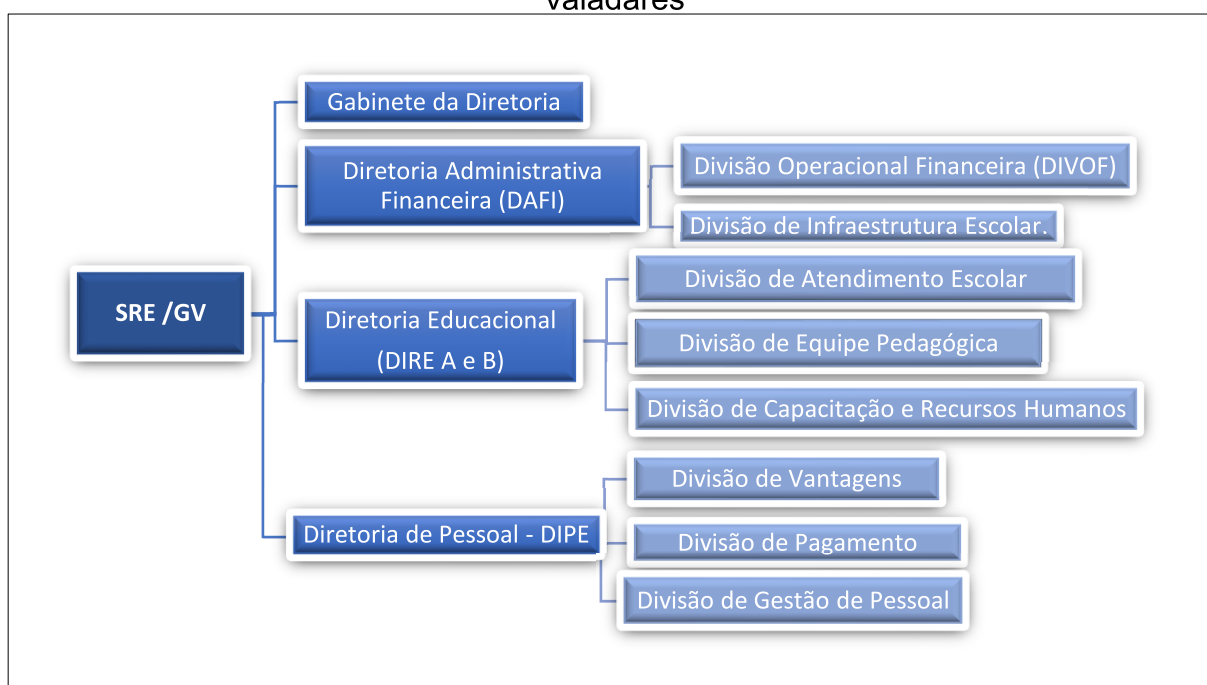 Valadares
Gabinete da Diretoria
Diretoria Administrativa
Financeira (DAFI)
Divisão Operacional Financeira (DIVOF)
Divisão de Infraestrutura Escolar.
SRE /GV
Diretoria Educacional
(DIRE A e B)
Divisão de Atendimento Escolar
Divisão de Equipe Pedagógica
Divisão de Capacitação e Recursos Humanos
Diretoria de Pessoal - DIPE
Divisão de Vantagens
Divisão de Pagamento
Divisão de Gestão de Pessoal